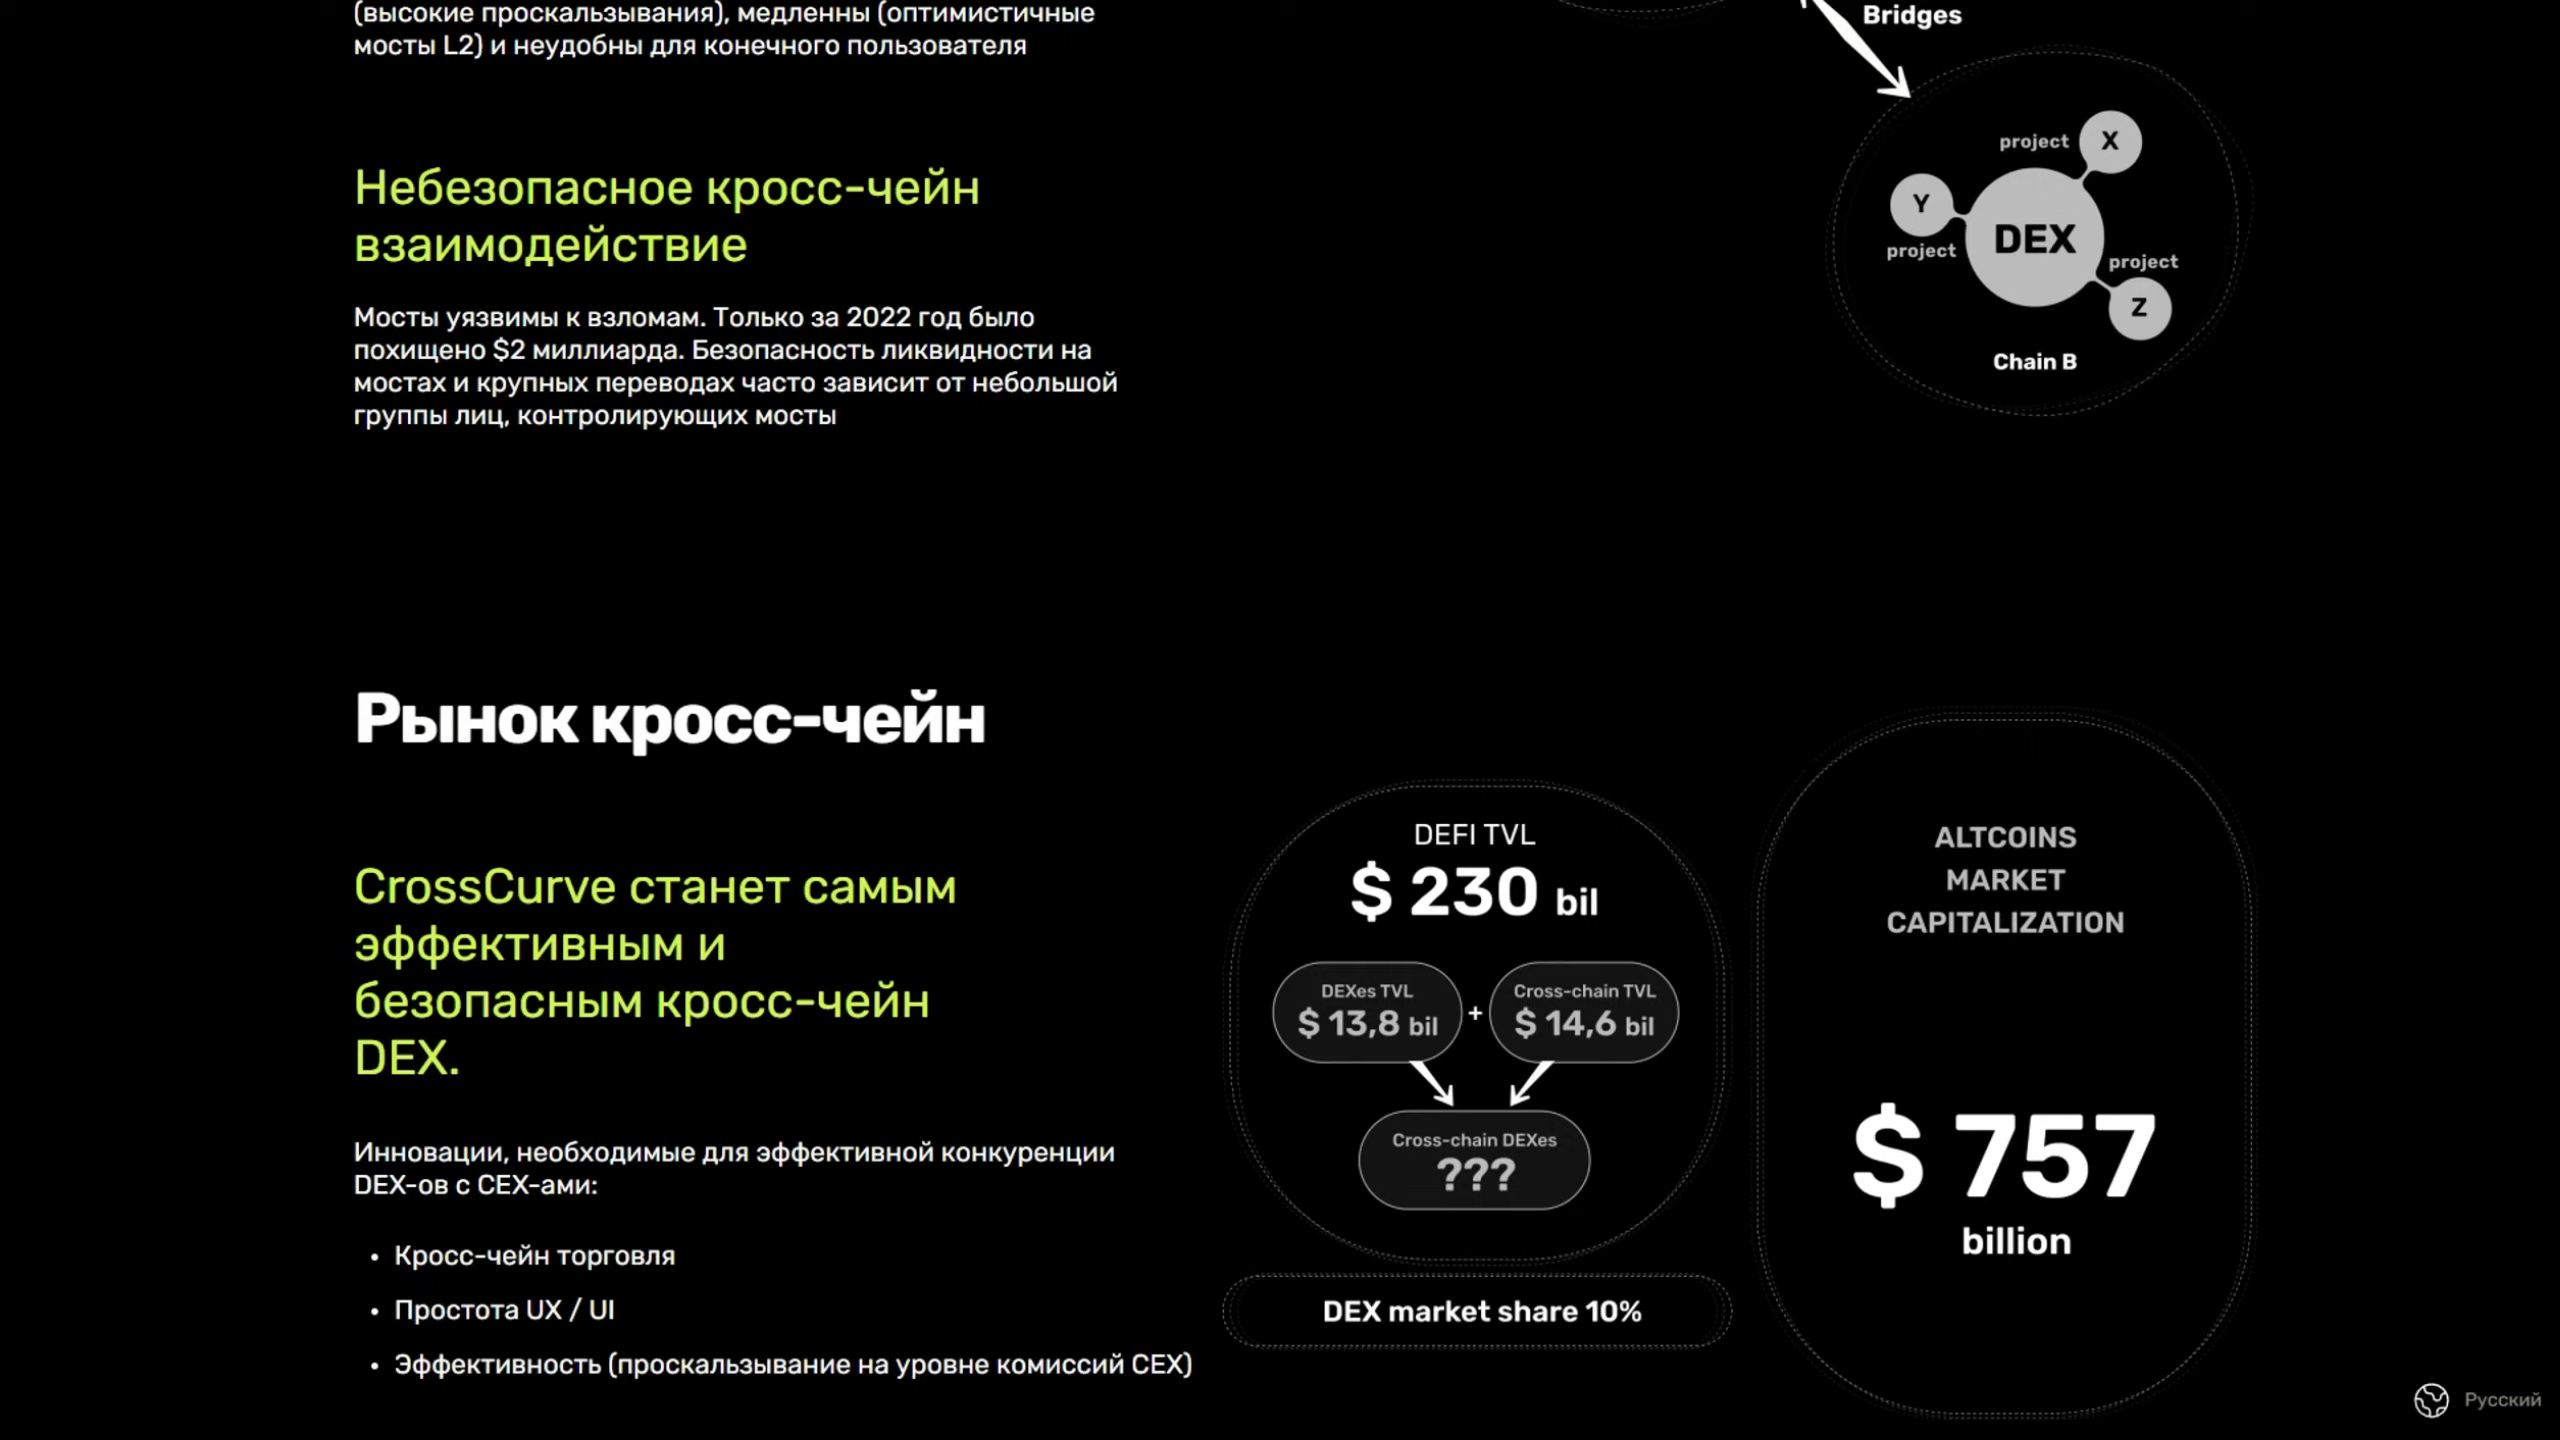 (высокие проскальзывания), медленны (оптимистичные
мосты L2) и неудобны для конечного пользователя
Bridges
Небезопасное кросс-чейн
взаимодействие
Мосты уязвимы к взломам. Только за 2022 год было
похищено $2 миллиарда. Безопасность ликвидности на
мостах и крупных переводах часто зависит от небольшой
группы лиц, контролирующих мосты
project X
Y
project
DEX
project
Z
Chain B
Рынок кросс-чейн
CrossCurve станет самым
эффективным и
безопасным кросс-чейн
DEX.
Инновации, необходимые для эффективной конкуренции
DEX-ов с CEX-ами:
• Кросс-чейн торговля
• Простота UX / UI
• Эффективность (проскальзывание на уровне комиссий CEX)
DEFI TVL
$ 230 bil
DEXes TVL
$ 13,8 bil
+
Cross-chain TVL
$ 14,6 bil
Cross-chain DEXes
???
DEX market share 10%
ALTCOINS
MARKET
CAPITALIZATION
$ 757
billion
Русский